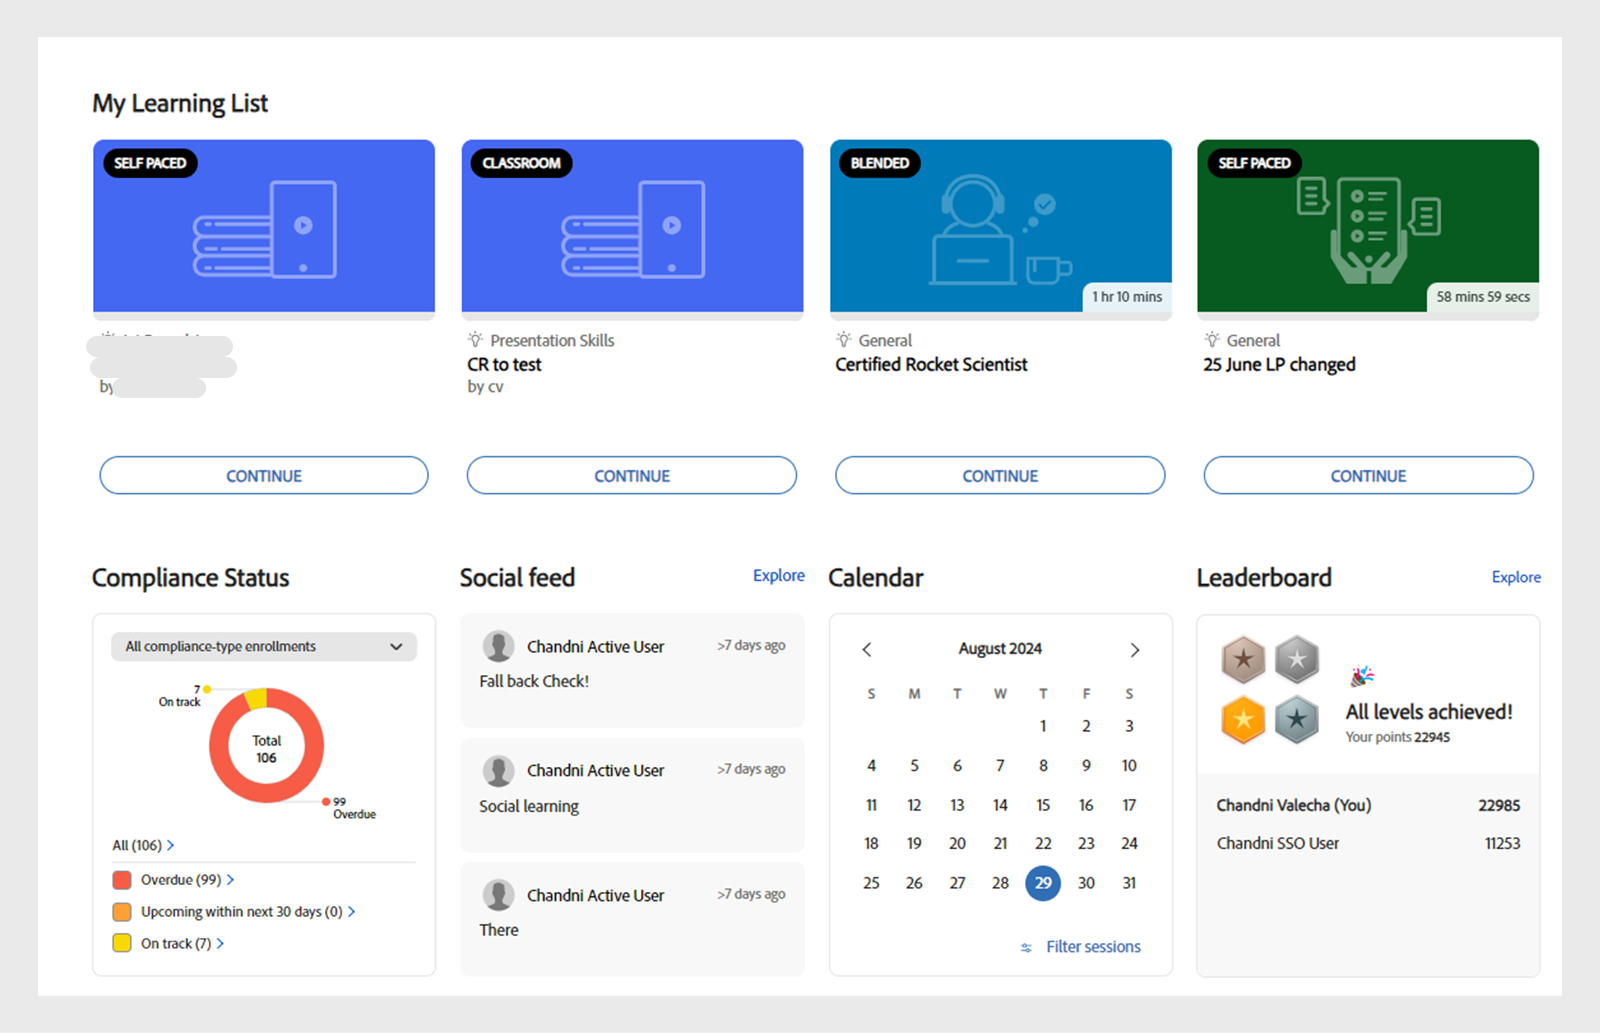 My Learning List
SELF PACED
CLASSROOM
BLENDED
SELF PACED
1 hr 10 mins
58 mins 59 secs
by
Presentation Skills
CR to test
by cv
General
Certified Rocket Scientist
General
25 June LP changed
CONTINUE
CONTINUE
CONTINUE
CONTINUE
Compliance Status
All compliance-type enrollments
7
On track
Total
106
99
Overdue
All (106)
Overdue (99)
Upcoming within next 30 days (0)
On track (7)
Social feed
Explore
Chandni Active User >7 days ago
Fall back Check!
Chandni Active User >7 days ago
Social learning
Chandni Active User >7 days ago
There
Calendar
August 2024
S M T W T F S
1 2 3
4 5 6 7 8 9 10
11 12 13 14 15 16 17
18 19 20 21 22 23 24
25 26 27 28 29 30 31
Filter sessions
Leaderboard
Explore
All levels achieved!
Your points 22945
Chandni Valecha (You) 22985
Chandni SSO User 11253